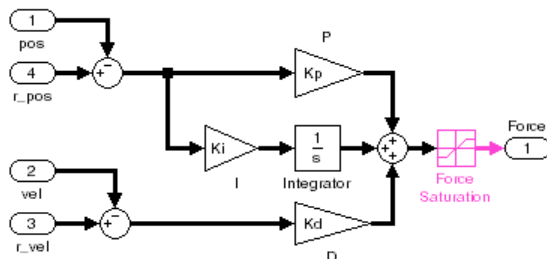 1
pos
P
4
r_pos
+
−
Kp
Ki
I
1
s
Integrator
+
+
+
Force
1
Force
Saturation
2
vel
3
r_vel
+
−
Kd
D